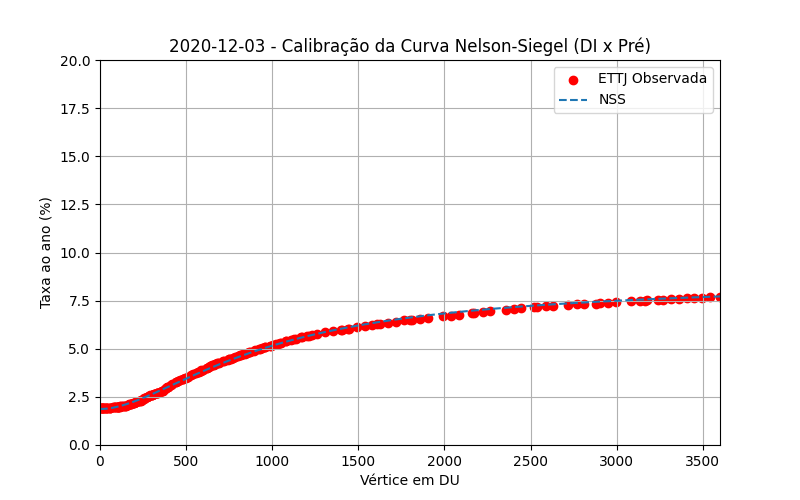 2020-12-03 - Calibração da Curva Nelson-Siegel (DI x Pré)
ETTJ Observada
NSS
Taxa ao ano (%)
20.0
17.5
15.0
12.5
10.0
7.5
5.0
2.5
0.0
0 500 1000 1500 2000 2500 3000 3500
Vértice em DU